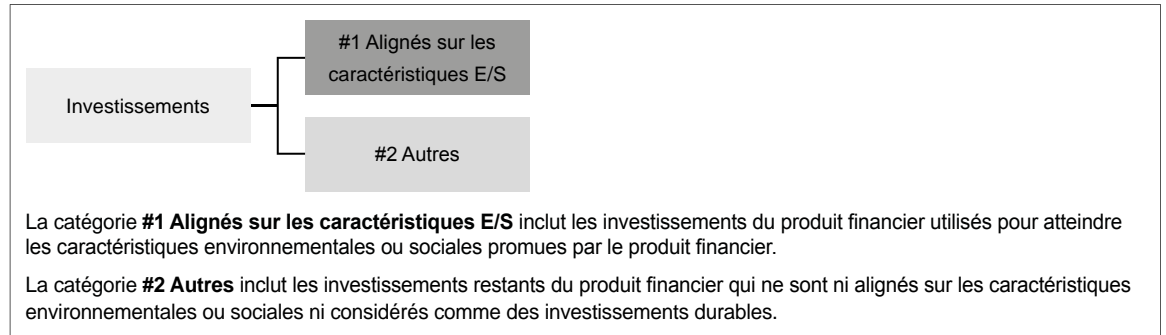 #1 Alignés sur les
caractéristiques E/S
Investissements
#2 Autres
La catégorie #1 Alignés sur les caractéristiques E/S inclut les investissements du produit financier utilisés pour atteindre
les caractéristiques environnementales ou sociales promues par le produit financier.
La catégorie #2 Autres inclut les investissements restants du produit financier qui ne sont ni alignés sur les caractéristiques
environnementales ou sociales ni considérés comme des investissements durables.